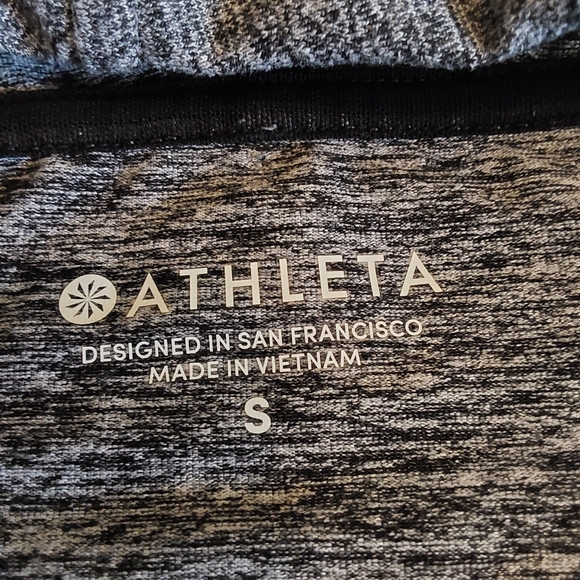 ATHLETA
DESIGNED IN SAN FRANCISCO
MADE IN VIETNAM
S